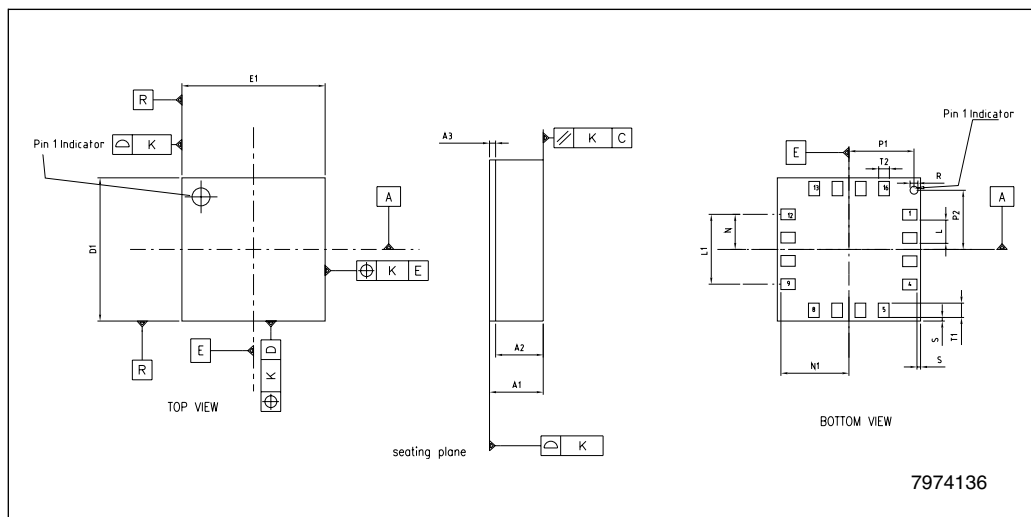 E1
R
K
Pin 1 Indicator
A
D1
K E
E
D
K
R
TOP VIEW
A3
K C
A2
A1
seating plane
K
Pin 1 Indicator
P1
E
T2
R
A
13
16
P2
12
1
N
L
L1
9
4
8
5
S
T1
N1
S
BOTTOM VIEW
7974136